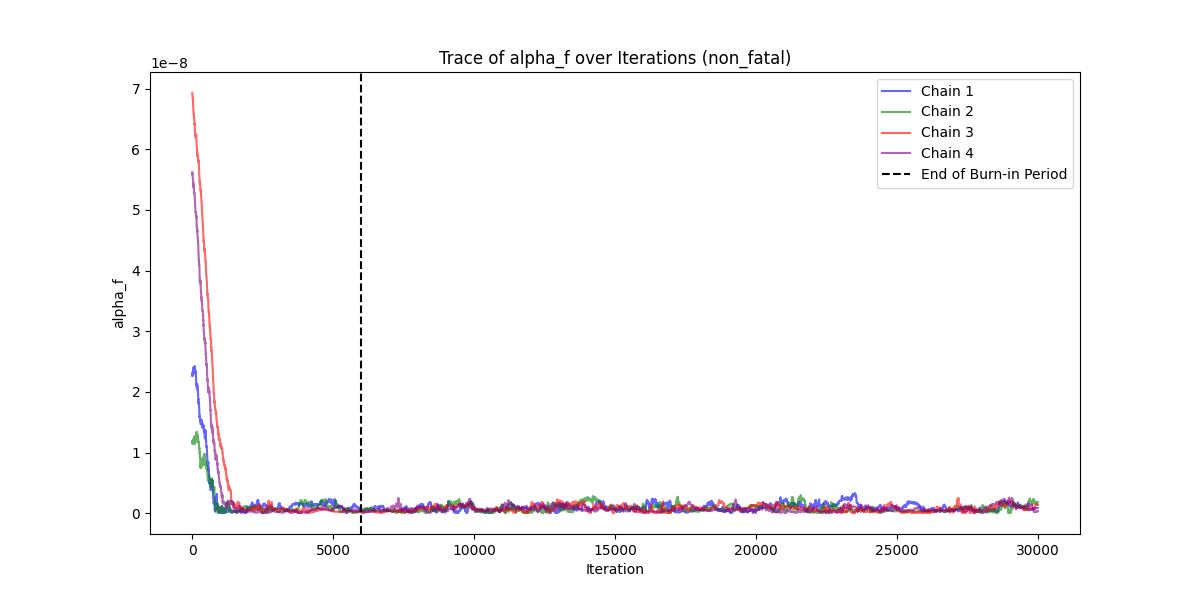 Trace of alpha_f over Iterations (non_fatal)
1e−8
7
6
5
4
3
2
1
0
alpha_f
Chain 1
Chain 2
Chain 3
Chain 4
End of Burn-in Period
0 5000 10000 15000 20000 25000 30000
Iteration